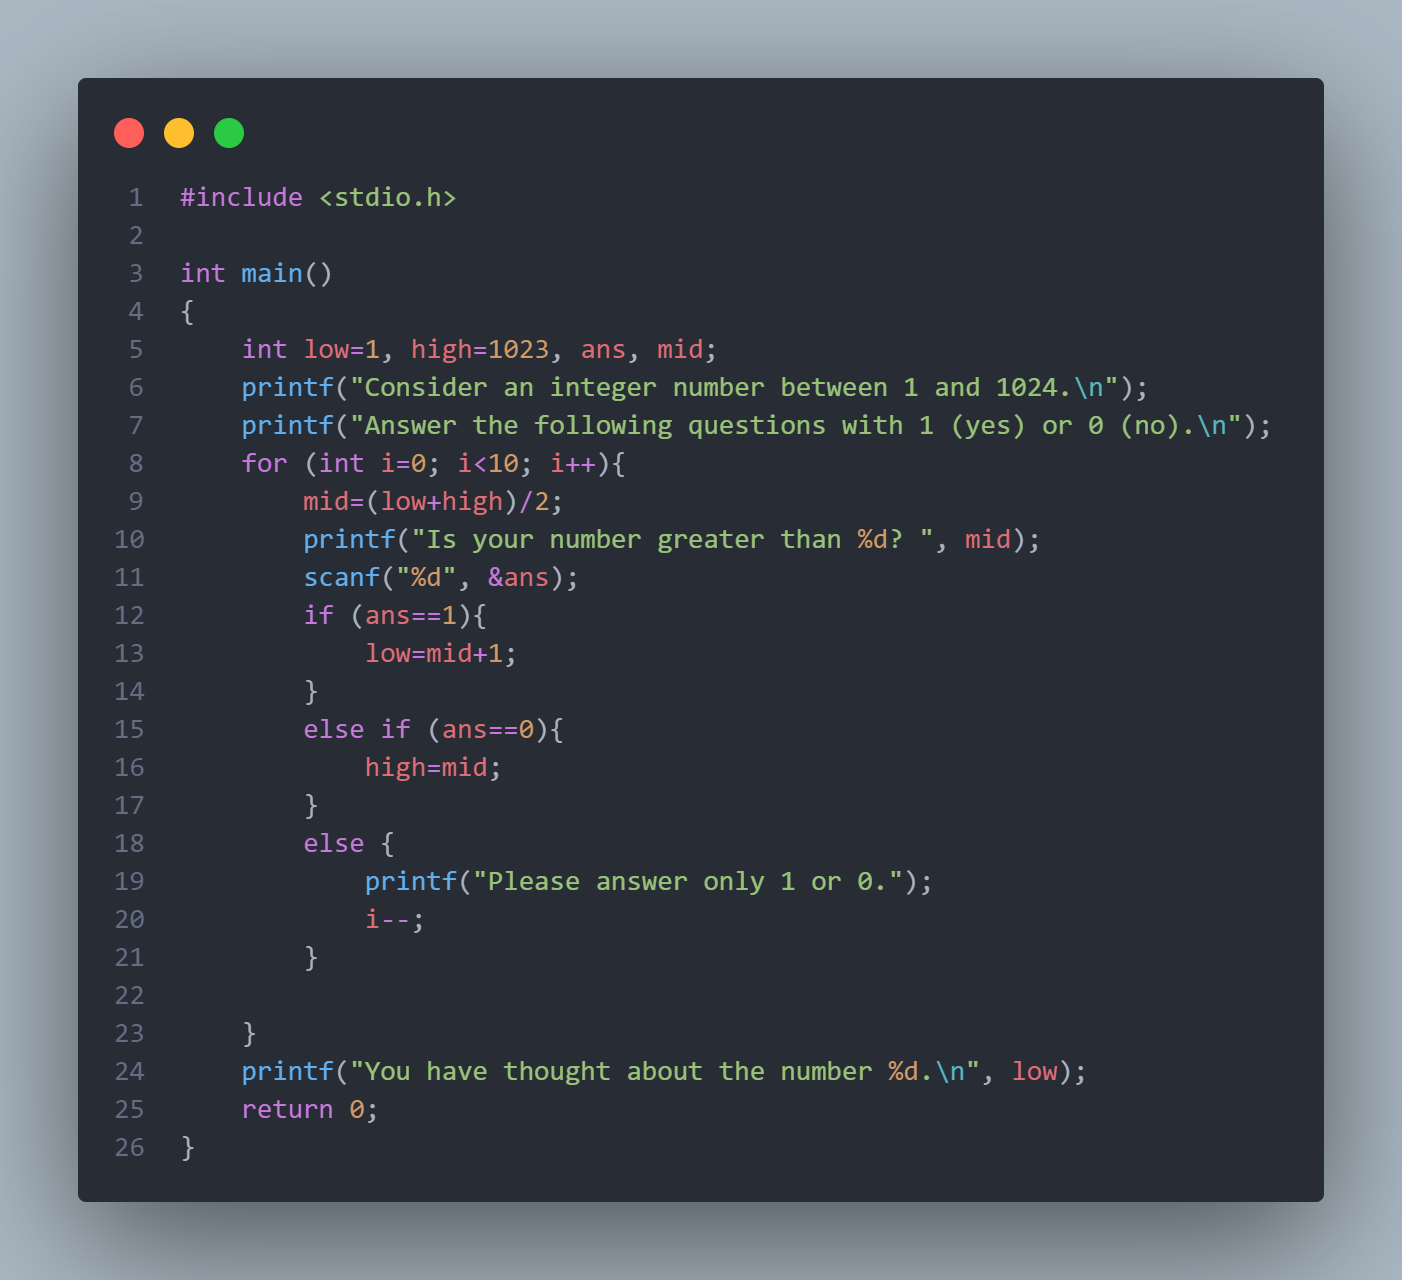 1 #include <stdio.h>
2
3 int main()
4 {
5     int low=1, high=1023, ans, mid;
6     printf("Consider an integer number between 1 and 1024.\n");
7     printf("Answer the following questions with 1 (yes) or 0 (no).\n");
8     for (int i=0; i<10; i++){
9         mid=(low+high)/2;
10         printf("Is your number greater than %d? ", mid);
11         scanf("%d", &ans);
12         if (ans==1){
13             low=mid+1;
14         }
15         else if (ans==0){
16             high=mid;
17         }
18         else {
19             printf("Please answer only 1 or 0.");
20             i--;
21         }
22
23     }
24     printf("You have thought about the number %d.\n", low);
25     return 0;
26 }